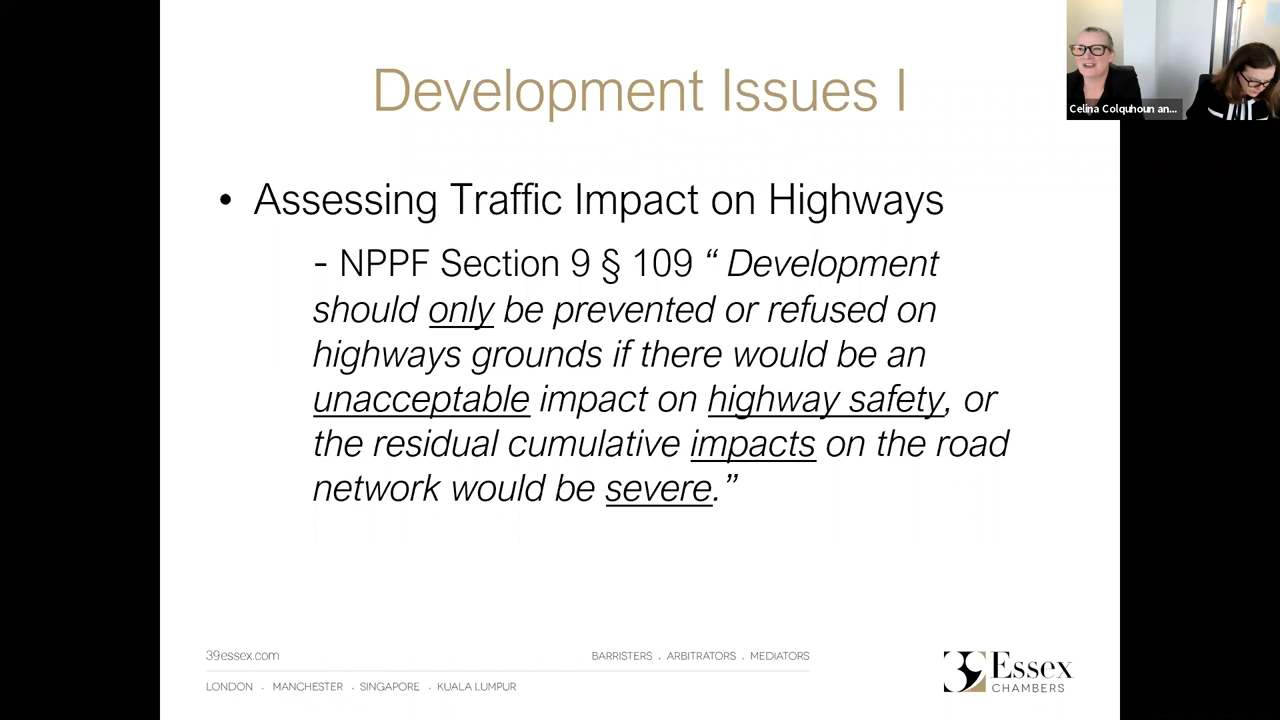 Development Issues I
Celina Colquhoun an...
• Assessing Traffic Impact on Highways
- NPPF Section 9 § 109 “ Development
should only be prevented or refused on
highways grounds if there would be an
unacceptable impact on highway safety, or
the residual cumulative impacts on the road
network would be severe.”
39essex.com
BARRISTERS . ARBITRATORS . MEDIATORS
LONDON . MANCHESTER . SINGAPORE . KUALA LUMPUR
39 Essex
CHAMBERS